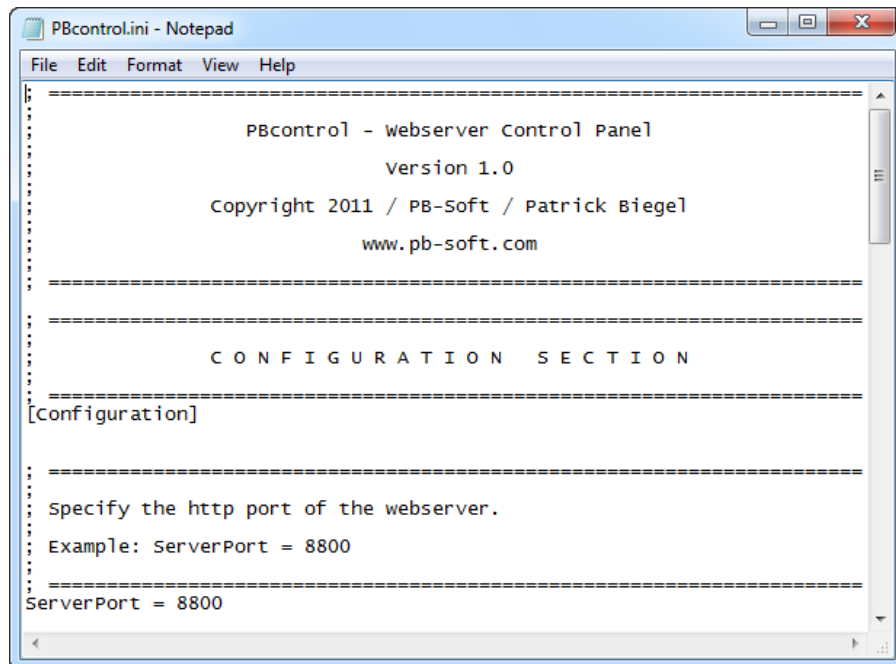 PBcontrol.ini - Notepad
File Edit Format View Help
; ======================================================================
;
; PBcontrol - Webserver Control Panel
;
; Version 1.0
;
; Copyright 2011 / PB-Soft / Patrick Biegel
;
; www.pb-soft.com
;
; ======================================================================
; ======================================================================
;
; C O N F I G U R A T I O N   S E C T I O N
;
; ======================================================================
[Configuration]
; ======================================================================
;
; Specify the http port of the webserver.
;
; Example: ServerPort = 8800
;
; ======================================================================
ServerPort = 8800